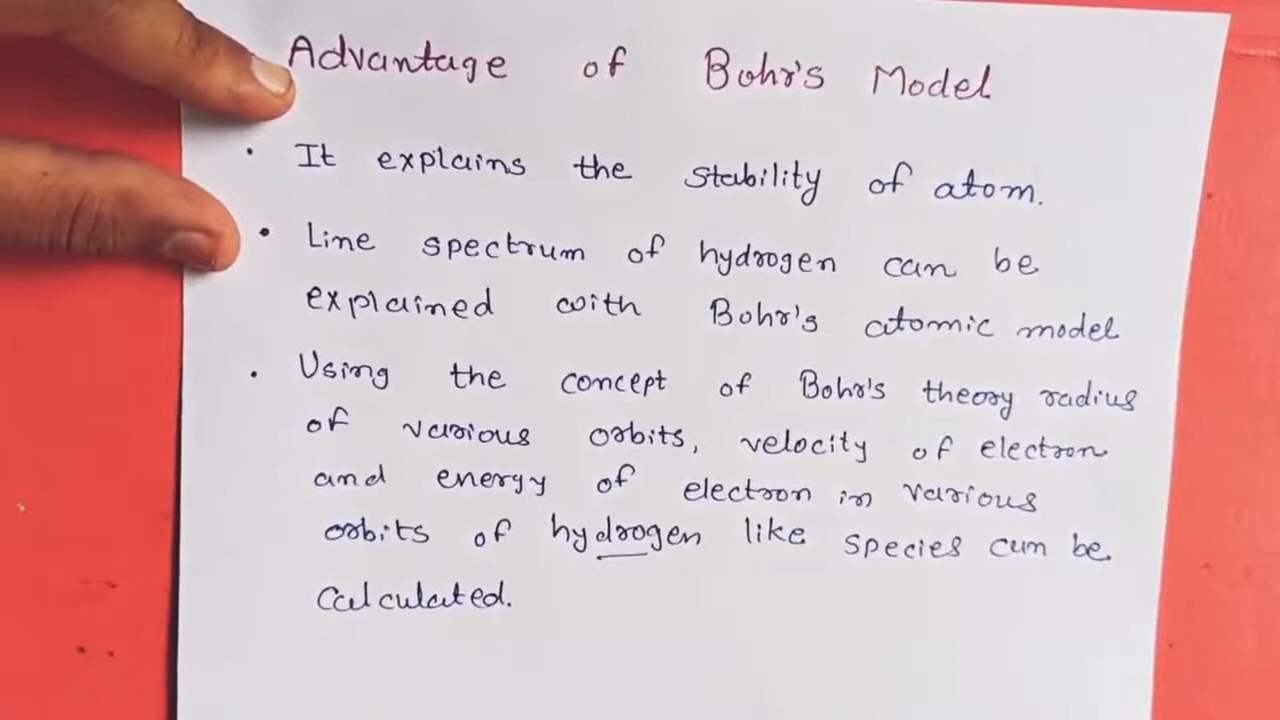 Advantage of Bohr's Model
• It explains the stability of atom.
• Line spectrum of hydrogen can be
explained with Bohr's atomic model
• Using the concept of Bohr's theory radius
of various orbits, velocity of electron
and energy of electron in various
orbits of hydrogen like species can be
calculated.